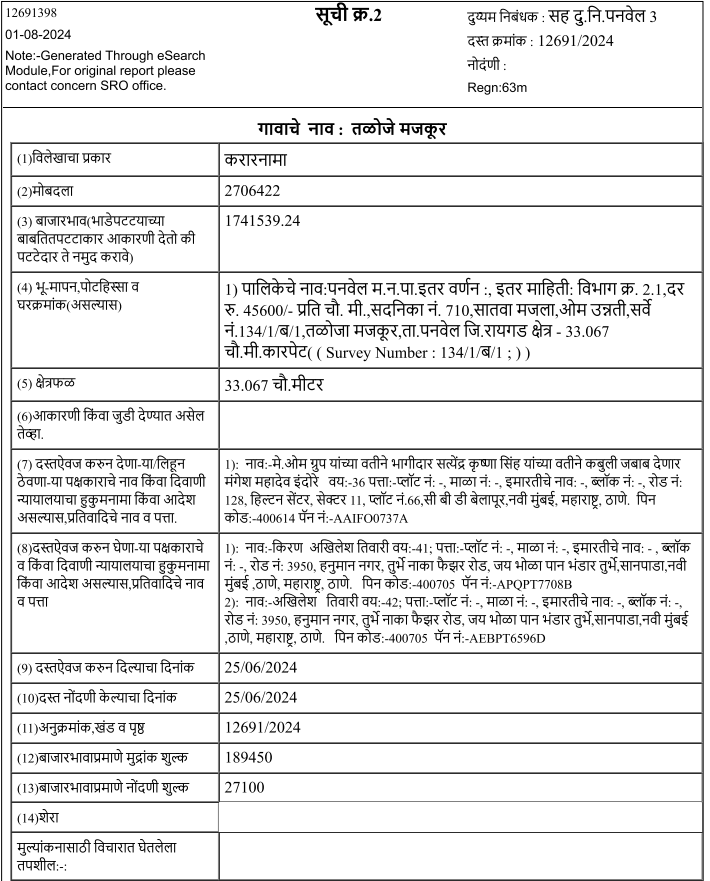 12691398
01-08-2024
Note:-Generated Through eSearch
Module,For original report please
contact concern SRO office.
सूची क्र.2
दुय्यम निबंधक : सह दु.नि.पनवेल 3
दस्त क्रमांक : 12691/2024
नोदंणी :
Regn:63m
गावाचे नाव : तळोजे मजकूर
(1)विलेखाचा प्रकार
करारनामा
(2)मोबदला
2706422
(3) बाजारभाव(भाडेपटटयाच्या
बाबतितपटटाकार आकारणी देतो की
पटटेदार ते नमुद करावे)
1741539.24
(4) भू-मापन,पोटहिस्सा व
घरक्रमांक(असल्यास)
1) पालिकेचे नाव:पनवेल म.न.पा.इतर वर्णन :, इतर माहिती: विभाग क्र. 2.1,दर
रु. 45600/- प्रति चौ. मी.,सदनिका नं. 710,सातवा मजला,ओम उन्नती,सर्वे
नं.134/1/ब/1,तळोजा मजकूर,ता.पनवेल जि.रायगड क्षेत्र - 33.067
चौ.मी.कारपेट( ( Survey Number : 134/1/ब/1 ; ) )
(5) क्षेत्रफळ
33.067 चौ.मीटर
(6)आकारणी किंवा जुडी देण्यात असेल
तेव्हा.
(7) दस्तऐवज करुन देणा-या/लिहून
ठेवणा-या पक्षकाराचे नाव किंवा दिवाणी
न्यायालयाचा हुकुमनामा किंवा आदेश
असल्यास,प्रतिवादिचे नाव व पत्ता.
1): नाव:-मे.ओम ग्रुप यांच्या वतीने भागीदार सत्येंद्र कृष्णा सिंह यांच्या वतीने कबुली जबाब देणार
मंगेश महादेव इंदोरे वय:-36 पत्ता:-प्लॉट नं: -, माळा नं: -, इमारतीचे नाव: -, ब्लॉक नं: -, रोड नं:
128, हिल्टन सेंटर, सेक्टर 11, प्लॉट नं.66,सी बी डी बेलापूर,नवी मुंबई, महाराष्ट्र, ठाणे. पिन
कोड:-400614 पॅन नं:-AAIFO0737A
(8)दस्तऐवज करुन घेणा-या पक्षकाराचे
व किंवा दिवाणी न्यायालयाचा हुकुमनामा
किंवा आदेश असल्यास,प्रतिवादिचे नाव
व पत्ता
1): नाव:-किरण अखिलेश तिवारी वय:-41; पत्ता:-प्लॉट नं: -, माळा नं: -, इमारतीचे नाव: - , ब्लॉक
नं: -, रोड नं: 3950, हनुमान नगर, तुर्भे नाका फैझर रोड, जय भोळा पान भंडार तुर्भे,सानपाडा,नवी
मुंबई ,ठाणे, महाराष्ट्र, ठाणे. पिन कोड:-400705 पॅन नं:-APQPT7708B
2): नाव:-अखिलेश तिवारी वय:-42; पत्ता:-प्लॉट नं: -, माळा नं: -, इमारतीचे नाव: -, ब्लॉक नं: -,
रोड नं: 3950, हनुमान नगर, तुर्भे नाका फैझर रोड, जय भोळा पान भंडार तुर्भे,सानपाडा,नवी मुंबई
,ठाणे, महाराष्ट्र, ठाणे. पिन कोड:-400705 पॅन नं:-AEBPT6596D
(9) दस्तऐवज करुन दिल्याचा दिनांक
25/06/2024
(10)दस्त नोंदणी केल्याचा दिनांक
25/06/2024
(11)अनुक्रमांक,खंड व पृष्ठ
12691/2024
(12)बाजारभावाप्रमाणे मुद्रांक शुल्क
189450
(13)बाजारभावाप्रमाणे नोंदणी शुल्क
27100
(14)शेरा
मुल्यांकनासाठी विचारात घेतलेला
तपशील:-: